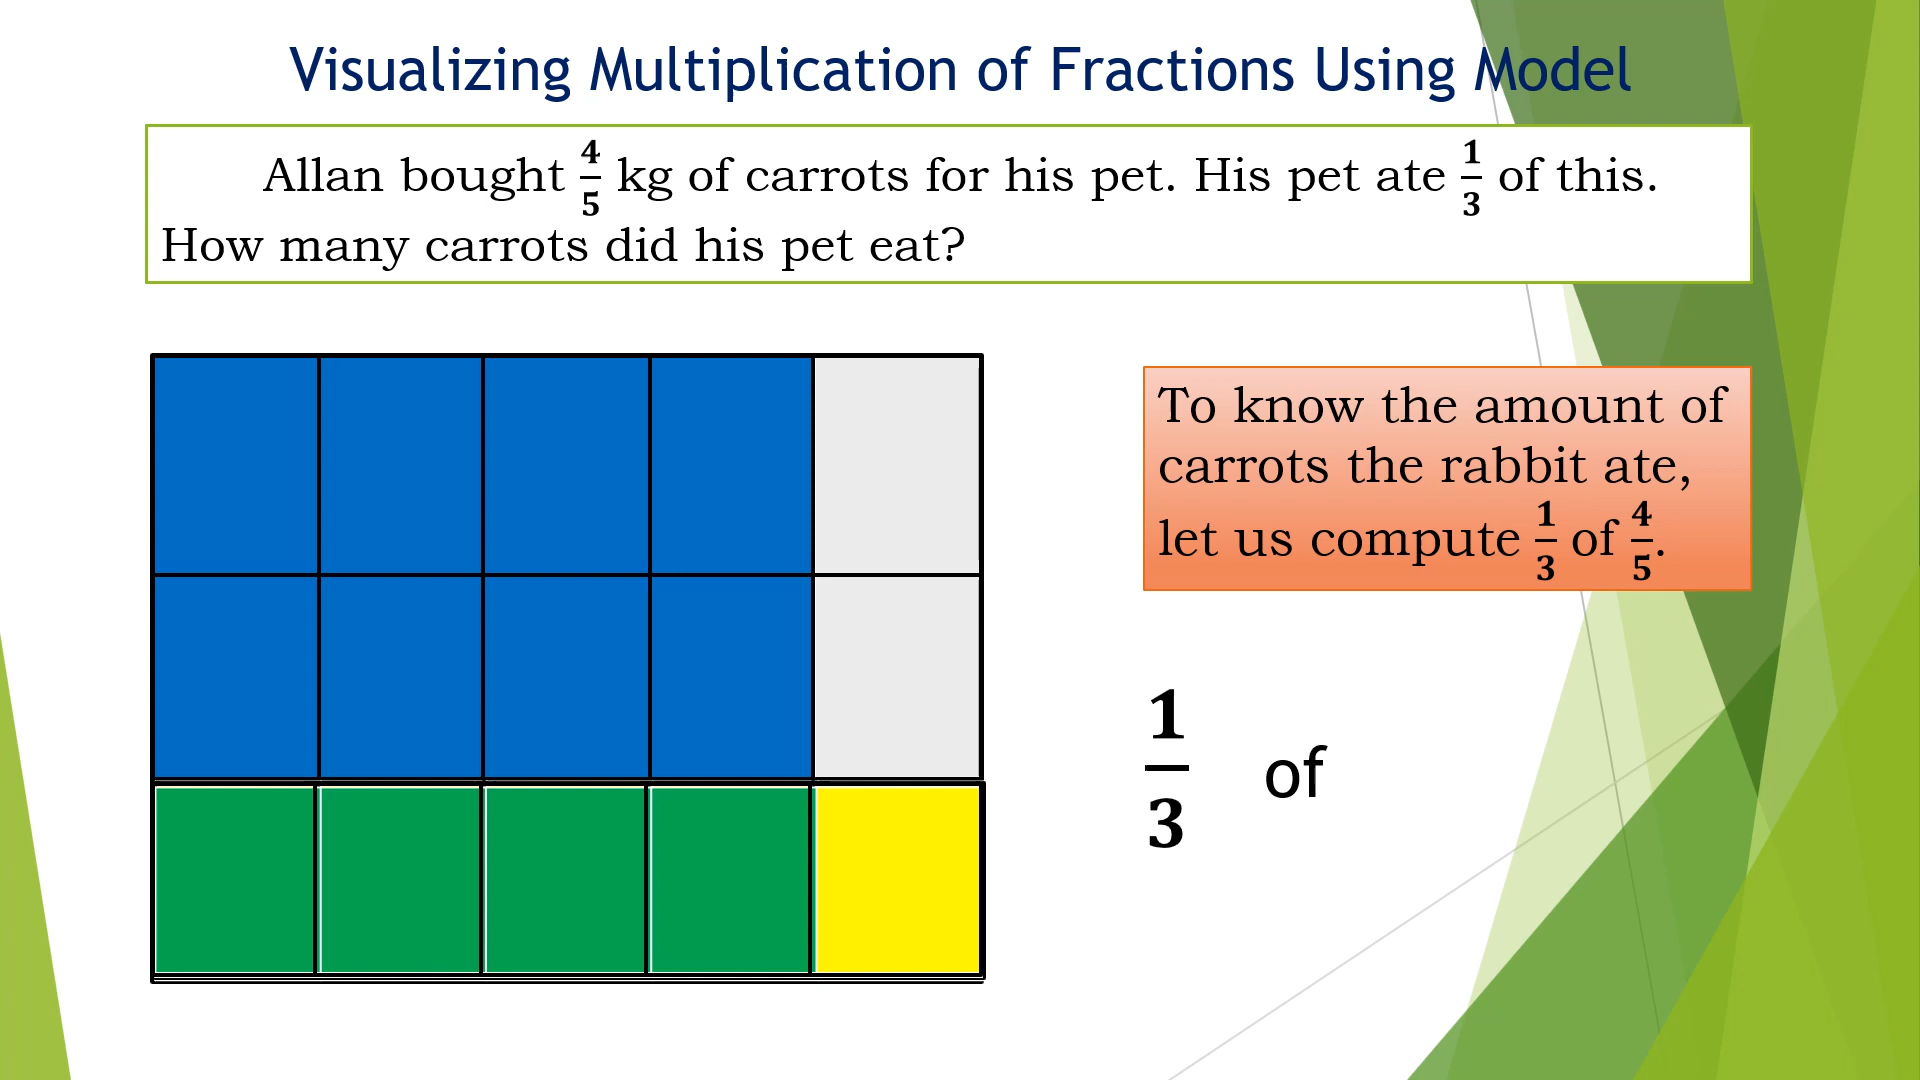 Visualizing Multiplication of Fractions Using Model
Allan bought 4/5 kg of carrots for his pet. His pet ate 1/3 of this.
How many carrots did his pet eat?
To know the amount of
carrots the rabbit ate,
let us compute 1/3 of 4/5.
1/3 of